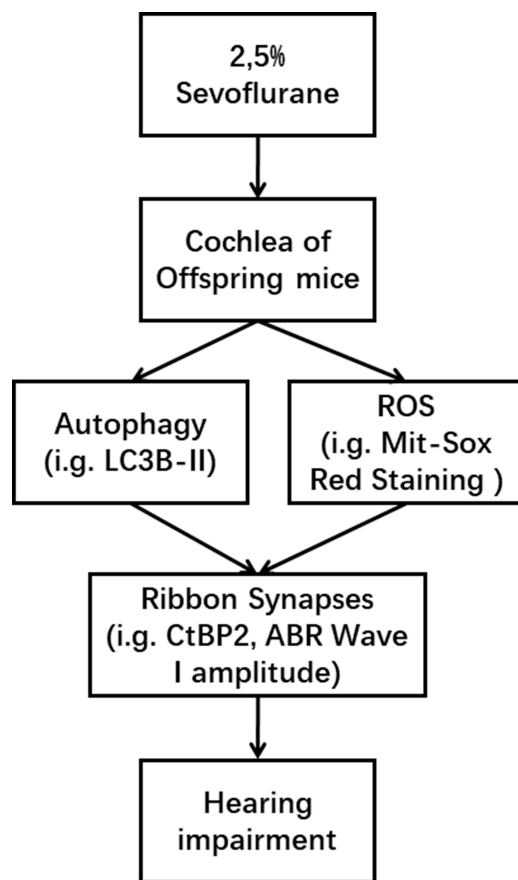 2,5%
Sevoflurane
Cochlea of
Offspring mice
Autophagy
(i.g. LC3B-II)
ROS
(i.g. Mit-Sox
Red Staining )
Ribbon Synapses
(i.g. CtBP2, ABR Wave
I amplitude)
Hearing
impairment